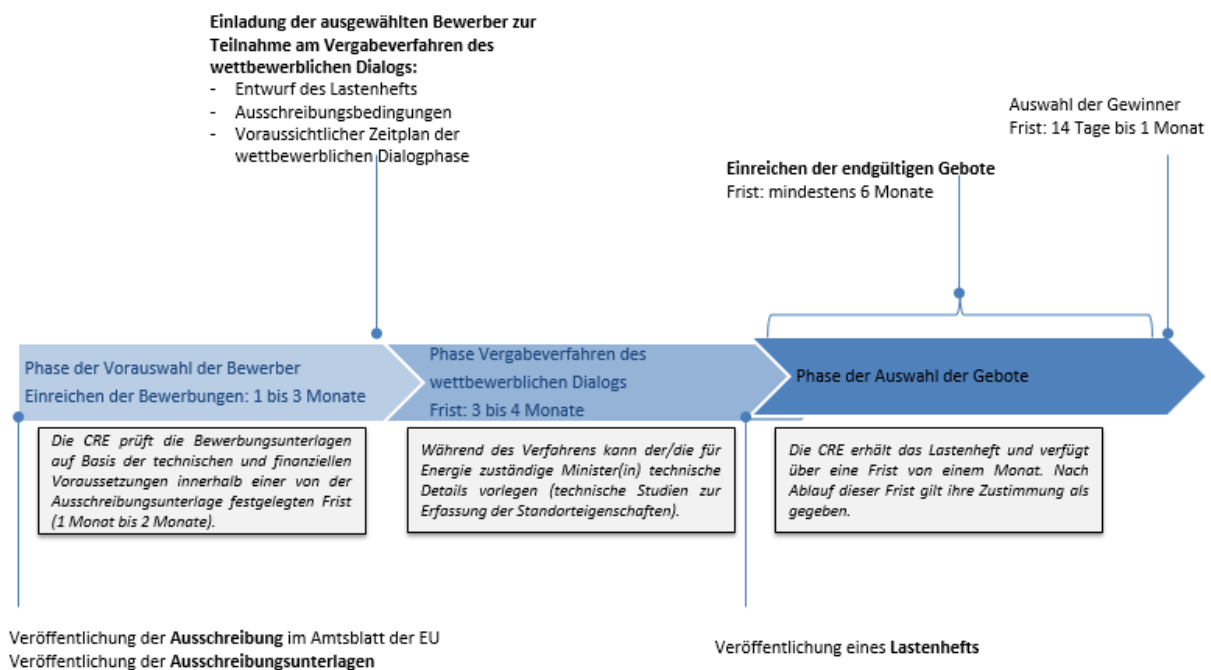 Einladung der ausgewählten Bewerber zur
Teilnahme am Vergabeverfahren des
wettbewerblichen Dialogs:
- Entwurf des Lastenhefts
- Ausschreibungsbedingungen
- Voraussichtlicher Zeitplan der
wettbewerblichen Dialogphase
Auswahl der Gewinner
Frist: 14 Tage bis 1 Monat
Einreichen der endgültigen Gebote
Frist: mindestens 6 Monate
Phase der Vorauswahl der Bewerber
Einreichen der Bewerbungen: 1 bis 3 Monate
Phase Vergabeverfahren des
wettbewerblichen Dialogs
Frist: 3 bis 4 Monate
Phase der Auswahl der Gebote
Die CRE prüft die Bewerbungsunterlagen
auf Basis der technischen und finanziellen
Voraussetzungen innerhalb einer von der
Ausschreibungsunterlage festgelegten Frist
(1 Monat bis 2 Monate).
Während des Verfahrens kann der/die für
Energie zuständige Minister(in) technische
Details vorlegen (technische Studien zur
Erfassung der Standorteigenschaften).
Die CRE erhält das Lastenheft und verfügt
über eine Frist von einem Monat. Nach
Ablauf dieser Frist gilt ihre Zustimmung als
gegeben.
Veröffentlichung der Ausschreibung im Amtsblatt der EU
Veröffentlichung der Ausschreibungsunterlagen
Veröffentlichung eines Lastenhefts